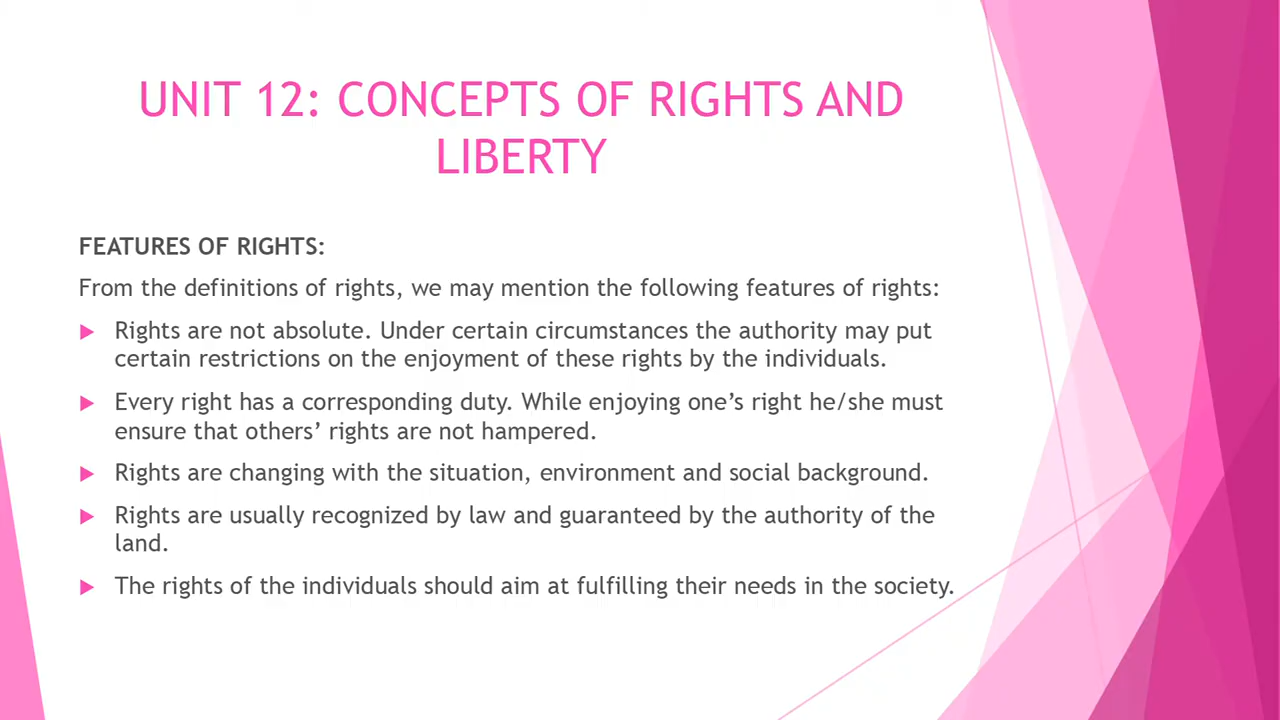 UNIT 12: CONCEPTS OF RIGHTS AND
LIBERTY
FEATURES OF RIGHTS:
From the definitions of rights, we may mention the following features of rights:
Rights are not absolute. Under certain circumstances the authority may put
certain restrictions on the enjoyment of these rights by the individuals.
Every right has a corresponding duty. While enjoying one’s right he/she must
ensure that others’ rights are not hampered.
Rights are changing with the situation, environment and social background.
Rights are usually recognized by law and guaranteed by the authority of the
land.
The rights of the individuals should aim at fulfilling their needs in the society.